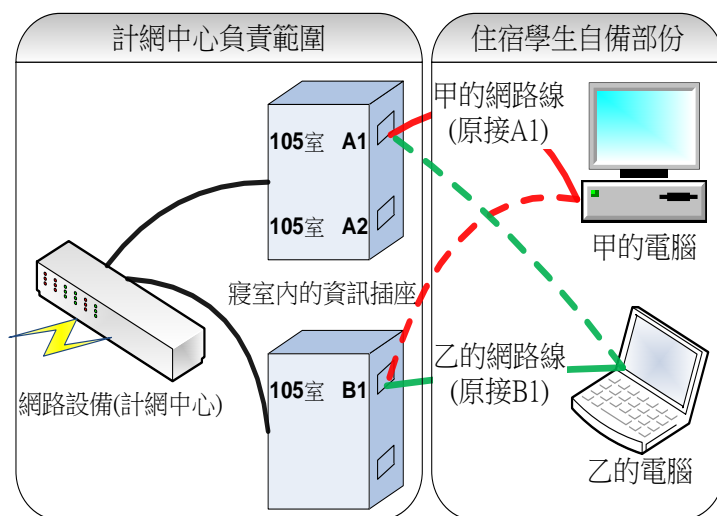 計網中心負責範圍
住宿學生自備部份
甲的網路線
(原接A1)
105室 A1
105室 A2
甲的電腦
寢室內的資訊插座
乙的網路線
(原接B1)
105室 B1
網路設備(計網中心)
乙的電腦